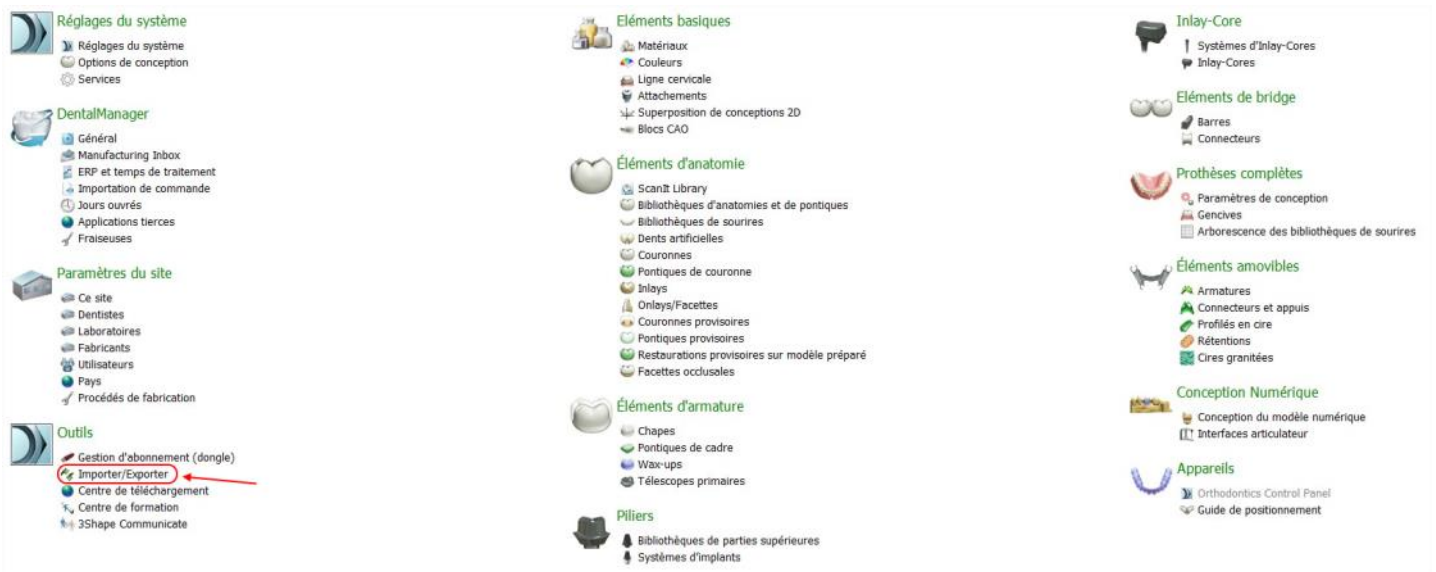 Réglages du système
Réglages du système
Options de conception
Services
DentalManager
Général
Manufacturing Inbox
ERP et temps de traitement
Importation de commande
Jours ouvrés
Applications tierces
Fraiseuses
Paramètres du site
Ce site
Dentistes
Laboratoires
Fabricants
Utilisateurs
Pays
Procédés de fabrication
Outils
Gestion d'abonnement (dongle)
Importer/Exporter
Centre de téléchargement
Centre de formation
3Shape Communicate
Eléments basiques
Matériaux
Couleurs
Ligne cervicale
Attachements
Superposition de conceptions 2D
Blocs CAO
Éléments d'anatomie
ScanIt Library
Bibliothèques d'anatomies et de pontiques
Bibliothèques de sourires
Dents artificielles
Couronnes
Pontiques de couronne
Inlays
Onlays/Facettes
Couronnes provisoires
Pontiques provisoires
Restaurations provisoires sur modèle préparé
Facettes occlusales
Éléments d'armature
Chapes
Pontiques de cadre
Wax-ups
Télescopes primaires
Piliers
Bibliothèques de parties supérieures
Systèmes d'implants
Inlay-Core
Systèmes d'Inlay-Cores
Inlay-Cores
Eléments de bridge
Barres
Connecteurs
Prothèses complètes
Paramètres de conception
Gencives
Arborescence des bibliothèques de sourires
Éléments amovibles
Armatures
Connecteurs et appuis
Profilés en cire
Rétentions
Cires granitées
Conception Numérique
Conception du modèle numérique
Interfaces articulateur
Appareils
Orthodontics Control Panel
Guide de positionnement